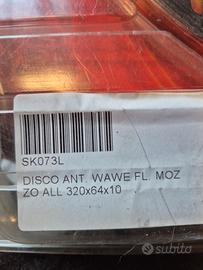 SK073L
DISCO ANT. WAWE FL. MOZ
ZO ALL 320x64x10
subito